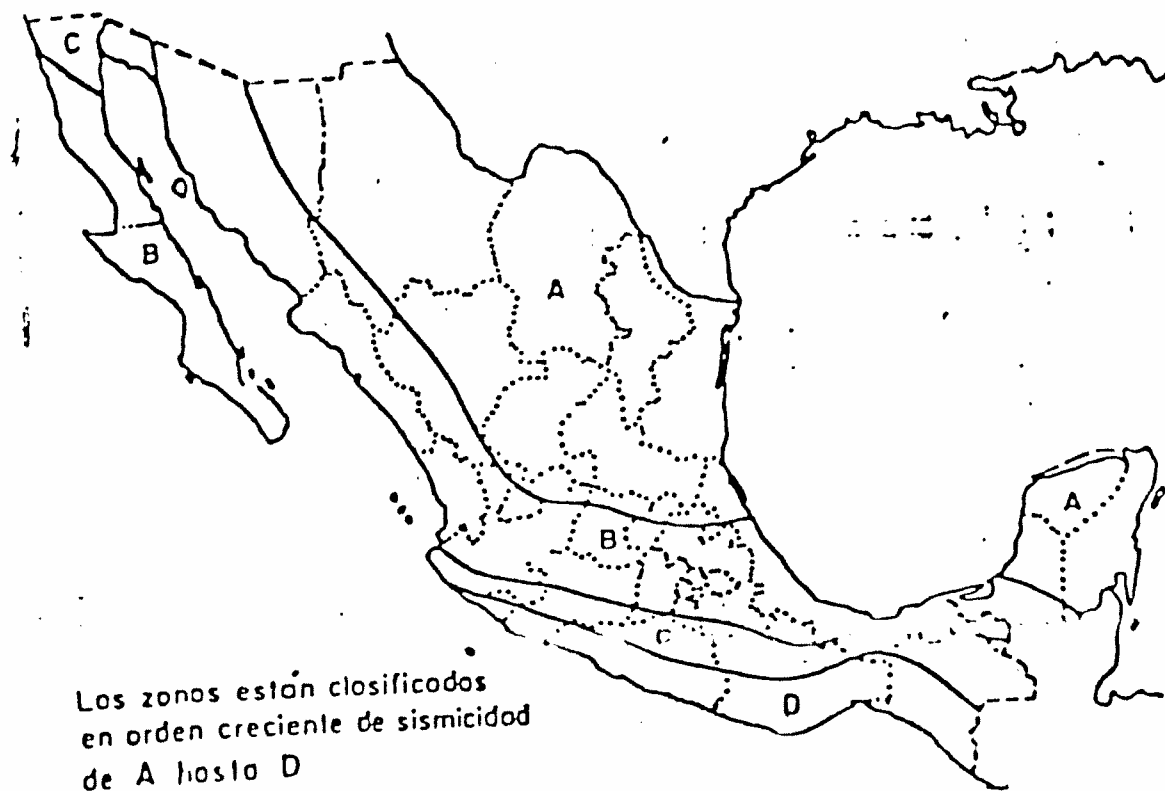 C
D
B
A
A
B
C
D
Las zonas están clasificadas
en orden creciente de sismicidad
de A hasta D